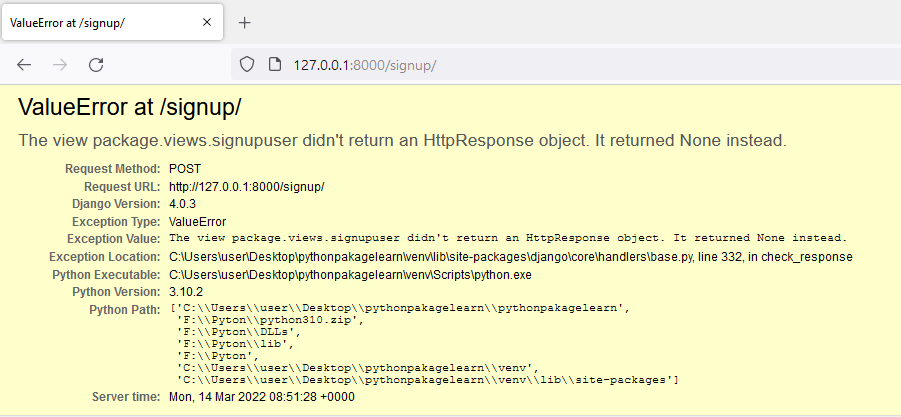 ValueError at /signup/
127.0.0.1:8000/signup/
ValueError at /signup/
The view package.views.signupuser didn't return an HttpResponse object. It returned None instead.
Request Method: POST
Request URL: http://127.0.0.1:8000/signup/
Django Version: 4.0.3
Exception Type: ValueError
Exception Value: The view package.views.signupuser didn't return an HttpResponse object. It returned None instead.
Exception Location: C:\Users\user\Desktop\pythonpakagelearn\venv\lib\site-packages\django\core\handlers\base.py, line 332, in check_response
Python Executable: C:\Users\user\Desktop\pythonpakagelearn\venv\Scripts\python.exe
Python Version: 3.10.2
Python Path: ['C:\\Users\\user\\Desktop\\pythonpakagelearn\\pythonpakagelearn',
'F:\\Pyton\\python310.zip',
'F:\\Pyton\\DLLs',
'F:\\Pyton\\lib',
'F:\\Pyton',
'C:\\Users\\user\\Desktop\\pythonpakagelearn\\venv',
'C:\\Users\\user\\Desktop\\pythonpakagelearn\\venv\\lib\\site-packages']
Server time: Mon, 14 Mar 2022 08:51:28 +0000